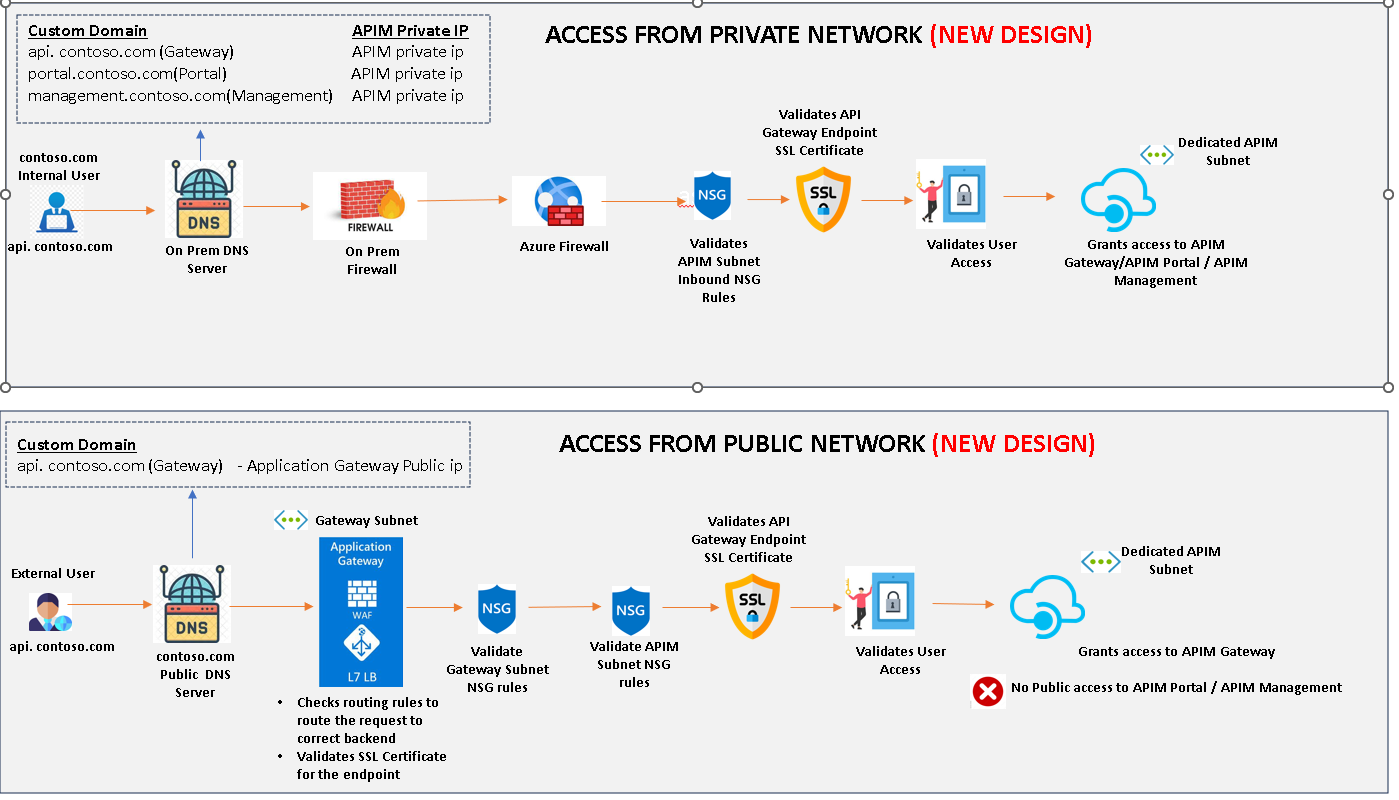 ACCESS FROM PRIVATE NETWORK (NEW DESIGN)
Custom Domain APIM Private IP
api. contoso.com (Gateway) APIM private ip
portal.contoso.com(Portal) APIM private ip
management.contoso.com(Management) APIM private ip
contoso.com
Internal User
api. contoso.com
DNS
On Prem DNS
Server
FIREWALL
On Prem
Firewall
Azure Firewall
NSG
Validates
APIM Subnet
Inbound NSG
Rules
Validates API
Gateway Endpoint
SSL Certificate
SSL
Validates User
Access
Dedicated APIM
Subnet
Grants access to APIM
Gateway/APIM Portal / APIM
Management
ACCESS FROM PUBLIC NETWORK (NEW DESIGN)
Custom Domain
api. contoso.com (Gateway) - Application Gateway Public ip
External User
api. contoso.com
DNS
contoso.com
Public DNS
Server
Gateway Subnet
Application
Gateway
WAF
L7 LB
• Checks routing rules to
route the request to
correct backend
• Validates SSL Certificate
for the endpoint
NSG
Validate
Gateway Subnet
NSG rules
NSG
Validate APIM
Subnet NSG
rules
Validates API
Gateway Endpoint
SSL Certificate
SSL
Validates User
Access
Dedicated APIM
Subnet
Grants access to APIM Gateway
No Public access to APIM Portal / APIM Management